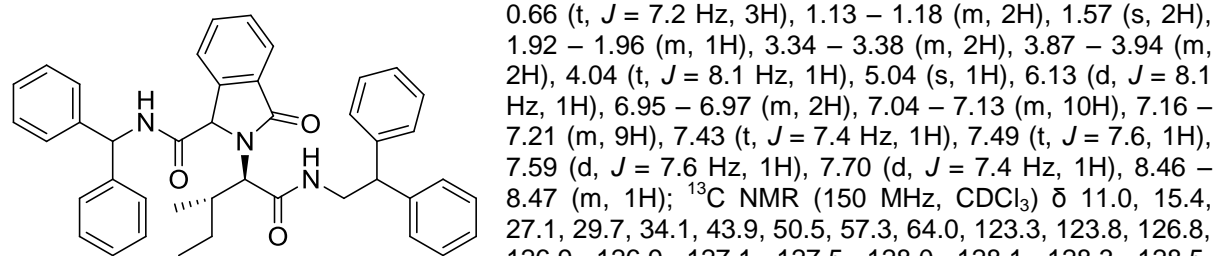 H
N
O
N
O
H
N
O
0.66 (t, J = 7.2 Hz, 3H), 1.13 – 1.18 (m, 2H), 1.57 (s, 2H),
1.92 – 1.96 (m, 1H), 3.34 – 3.38 (m, 2H), 3.87 – 3.94 (m,
2H), 4.04 (t, J = 8.1 Hz, 1H), 5.04 (s, 1H), 6.13 (d, J = 8.1
Hz, 1H), 6.95 – 6.97 (m, 2H), 7.04 – 7.13 (m, 10H), 7.16 –
7.21 (m, 9H), 7.43 (t, J = 7.4 Hz, 1H), 7.49 (t, J = 7.6, 1H),
7.59 (d, J = 7.6 Hz, 1H), 7.70 (d, J = 7.4 Hz, 1H), 8.46 –
8.47 (m, 1H); ¹³C NMR (150 MHz, CDCl₃) δ 11.0, 15.4,
27.1, 29.7, 34.1, 43.9, 50.5, 57.3, 64.0, 123.3, 123.8, 126.8,